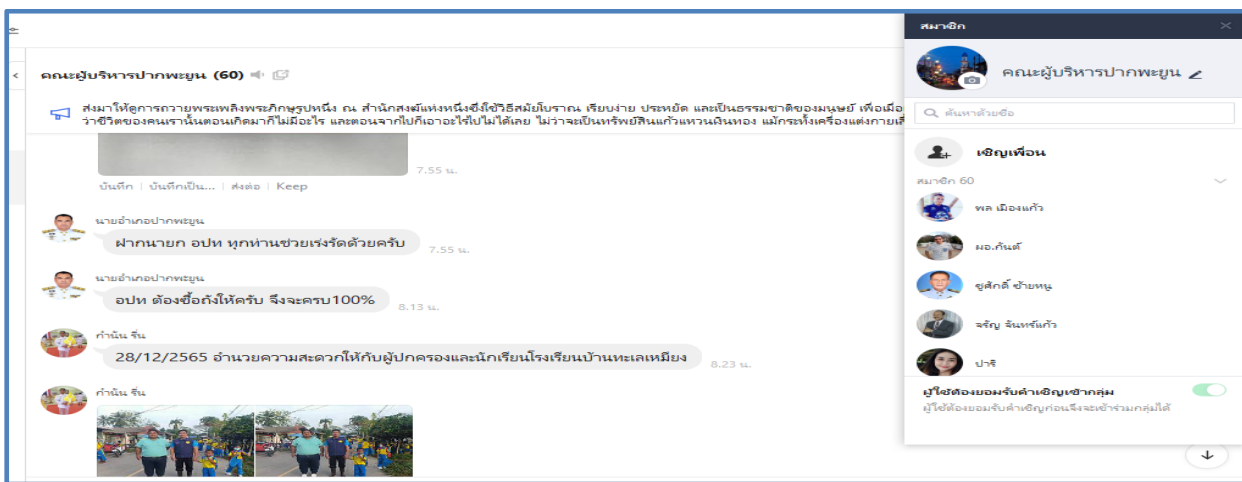 คณะผู้บริหารปากพะยูน (60)
ส่งมาให้ดูการถวายพระเพลิงพระภิกษุรูปหนึ่ง ณ สำนักสงฆ์แห่งหนึ่งซึ่งใช้วิธีสมัยโบราณ เรียบง่าย ประหยัด และเป็นธรรมชาติของมนุษย์ เพื่อเมื่อ
ว่าชีวิตของคนเรานั้นตอนเกิดมาก็ไม่มีอะไร และตอนจากไปก็เอาอะไรไปไม่ได้เลย ไม่ว่าจะเป็นทรัพย์สินแก้วแหวนเงินทอง แม้กระทั่งเครื่องแต่งกาย
7.55 น.
บันทึก | บันทึกเป็น... | ส่งต่อ | Keep
นายอำเภอปากพะยูน
ฝากนายก อปท ทุกท่านช่วยเร่งรัดด้วยครับ
7.55 น.
นายอำเภอปากพะยูน
อปท ต้องซื้อถังให้ครับ จึงจะครบ100%
8.13 น.
กำนัน รื่น
28/12/2565 อำนวยความสะดวกให้กับผู้ปกครองและนักเรียนโรงเรียนบ้านทะเลเหมียง
8.23 น.
กำนัน รื่น
สมาชิก
คณะผู้บริหารปากพะยูน
ค้นหาด้วยชื่อ
เชิญเพื่อน
สมาชิก 60
พล เมืองแก้ว
ผอ.กันต์
ชูศักดิ์ ช้ายหนู
จรัญ จันทร์แก้ว
ปารี
ผู้ใช้ต้องยอมรับคำเชิญเข้ากลุ่ม
ผู้ใช้ต้องยอมรับคำเชิญก่อนจึงจะเข้าร่วมกลุ่มได้